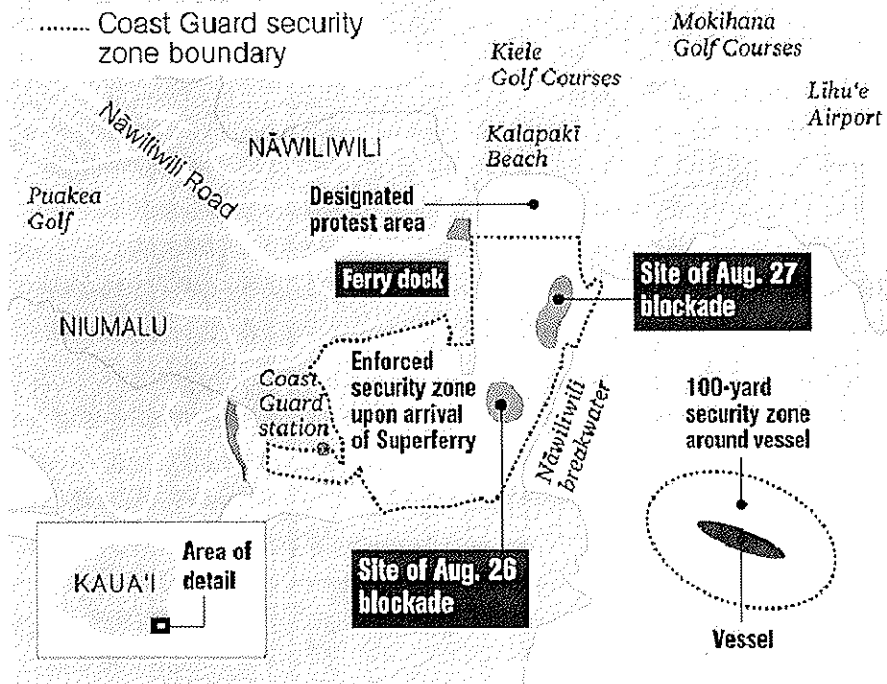 Coast Guard security
zone boundary
Mokihana
Golf Courses
Kiele
Golf Courses
Līhu'e
Airport
Nāwiliwili Road
NĀWILIWILI
Kalapakī
Beach
Puakea
Golf
Designated
protest area
Ferry dock
Site of Aug. 27
blockade
NIUMALU
Coast
Guard
station
Enforced
security zone
upon arrival
of Superferry
Nāwiliwili
breakwater
100-yard
security zone
around vessel
Area of
detail
KAUA'I
Site of Aug. 26
blockade
Vessel